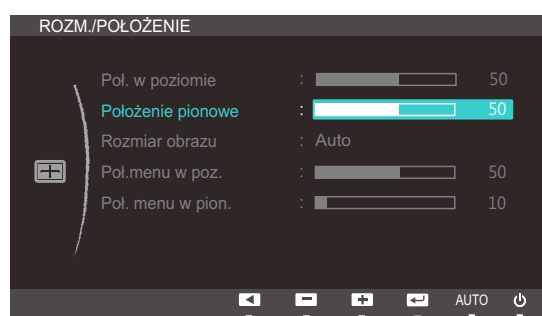 ROZM./POŁOŻENIE
Poł. w poziomie : 50
Położenie pionowe : 50
Rozmiar obrazu : Auto
Poł.menu w poz. : 50
Poł. menu w pion. : 10
AUTO